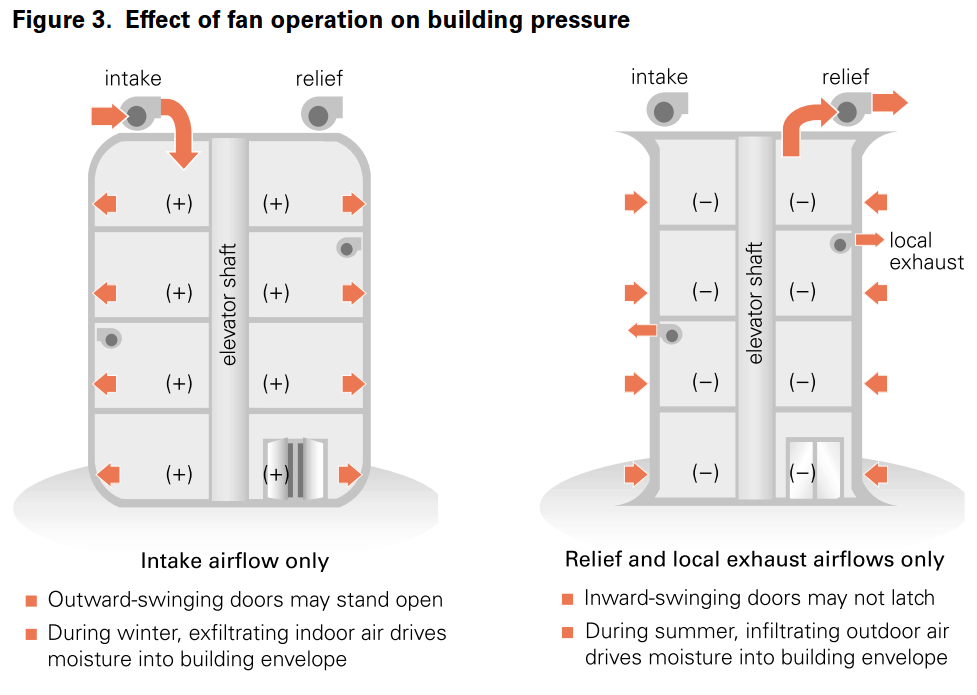 Figure 3. Effect of fan operation on building pressure
intake
relief
(+) (+)
(+) (+)
(+) (+)
(+) (+)
elevator shaft
Intake airflow only
Outward-swinging doors may stand open
During winter, exfiltrating indoor air drives
moisture into building envelope
intake
relief
(−) (−)
local
exhaust
(−) (−)
(−) (−)
(−) (−)
elevator shaft
Relief and local exhaust airflows only
Inward-swinging doors may not latch
During summer, infiltrating outdoor air
drives moisture into building envelope